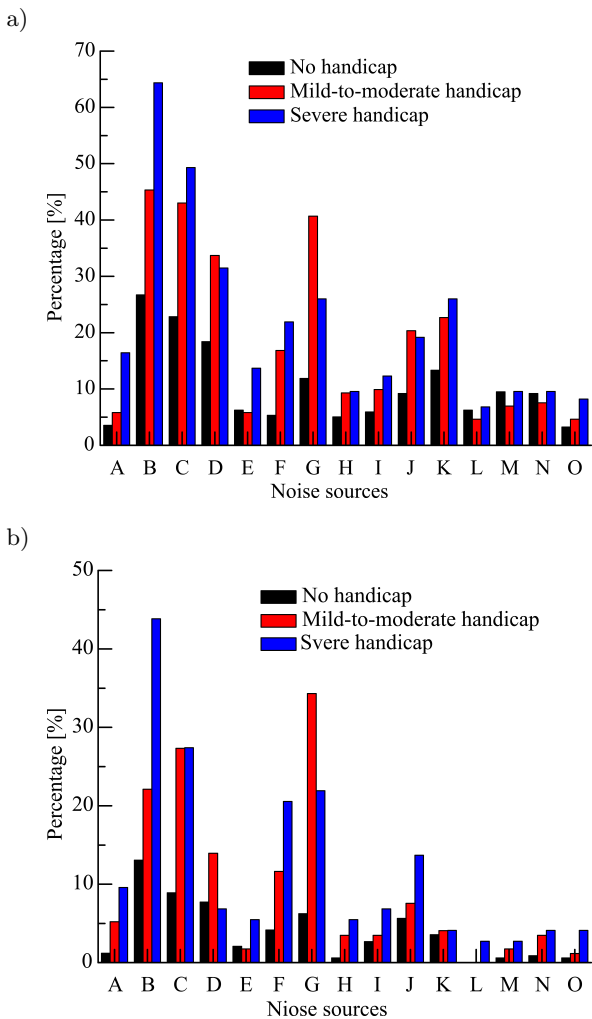 a)
70
60
50
40
30
20
10
0
Percentage [%]
No handicap
Mild-to-moderate handicap
Severe handicap
A B C D E F G H I J K L M N O
Noise sources
b)
50
40
30
20
10
0
Percentage [%]
No handicap
Mild-to-moderate handicap
Svere handicap
A B C D E F G H I J K L M N O
Niose sources